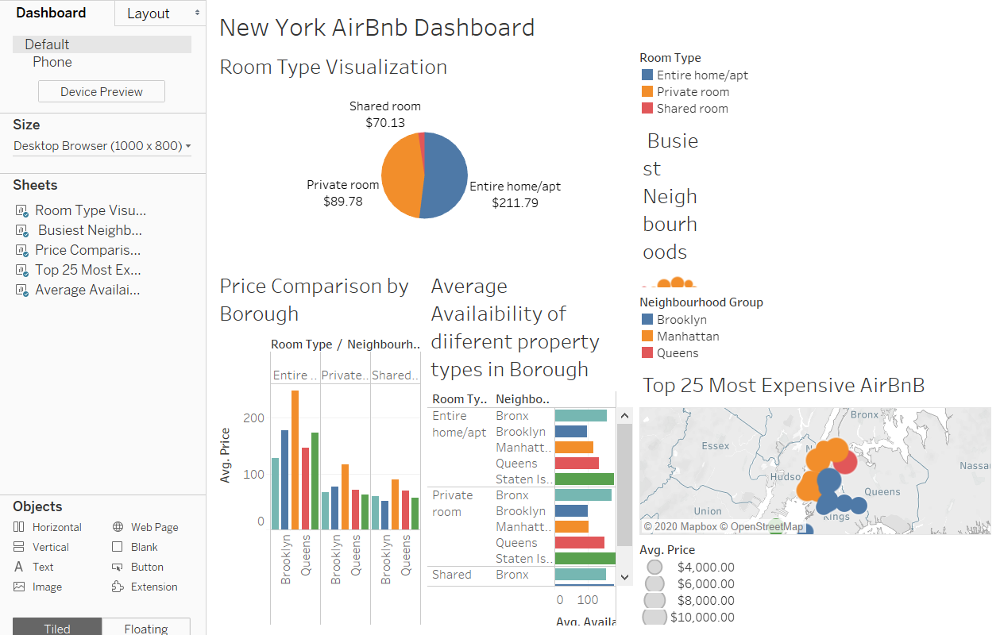 Dashboard
Layout
Default
Phone
Device Preview
Size
Desktop Browser (1000 x 800)
Sheets
Room Type Visu...
Busiest Neighb...
Price Comparis...
Top 25 Most Ex...
Average Availai...
Objects
Horizontal
Web Page
Vertical
Blank
Text
Button
Image
Extension
Tiled
Floating
New York AirBnb Dashboard
Room Type Visualization
Shared room
$70.13
Private room
$89.78
Entire home/apt
$211.79
Room Type
Entire home/apt
Private room
Shared room
Busie
st
Neigh
bourh
oods
Price Comparison by
Borough
Room Type / Neighbourh..
Entire ..
Private..
Shared..
Avg. Price
200
100
0
Brooklyn
Queens
Brooklyn
Queens
Brooklyn
Queens
Average
Availaibility of
diiferent property
types in Borough
Room Ty..
Neighbo..
Entire
home/apt
Bronx
Brooklyn
Manhatt..
Queens
Staten Is..
Private
room
Bronx
Brooklyn
Manhatt..
Queens
Staten Is..
Shared
Bronx
0
100
Avg. Availa
Neighbourhood Group
Brooklyn
Manhattan
Queens
Top 25 Most Expensive AirBnB
Bronx
Essex
Nassa
Hudso
Queens
Union
Kings
© 2020 Mapbox © OpenStreetMap
Avg. Price
$4,000.00
$6,000.00
$8,000.00
$10,000.00